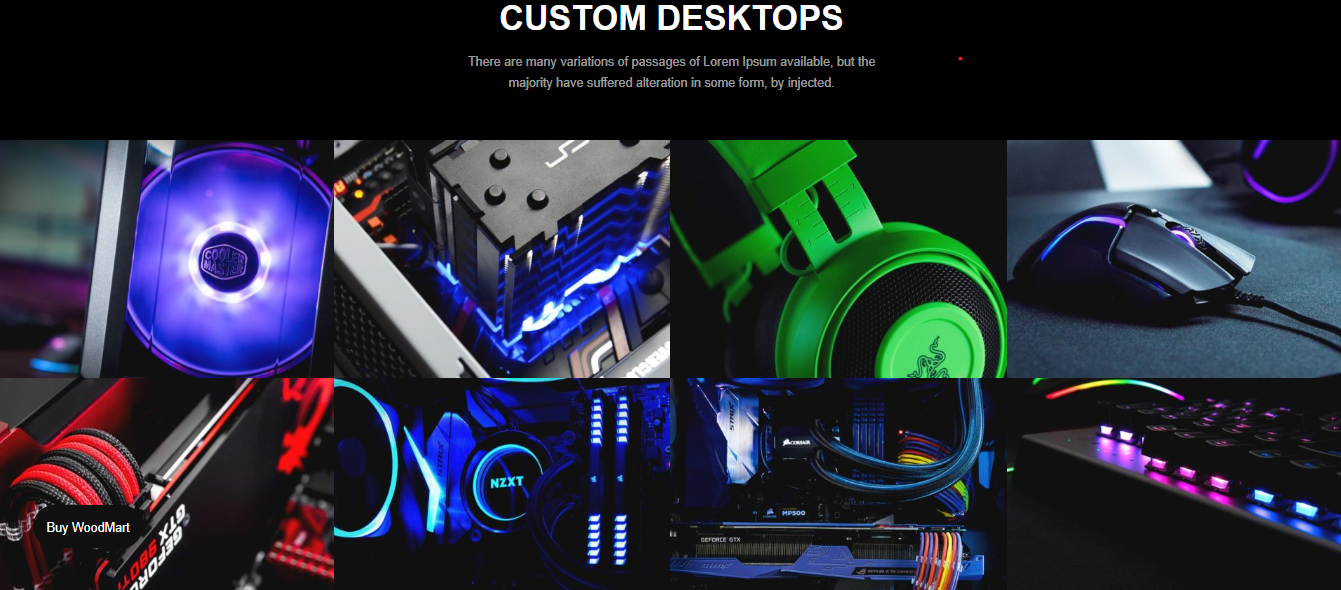 CUSTOM DESKTOPS
There are many variations of passages of Lorem Ipsum available, but the
majority have suffered alteration in some form, by injected.
COOLER
MASTER
Buy WoodMart
GEFORCE
GTX 980TI
NZXT
STRIX
CORSAIR
MP500
GEFORCE GTX